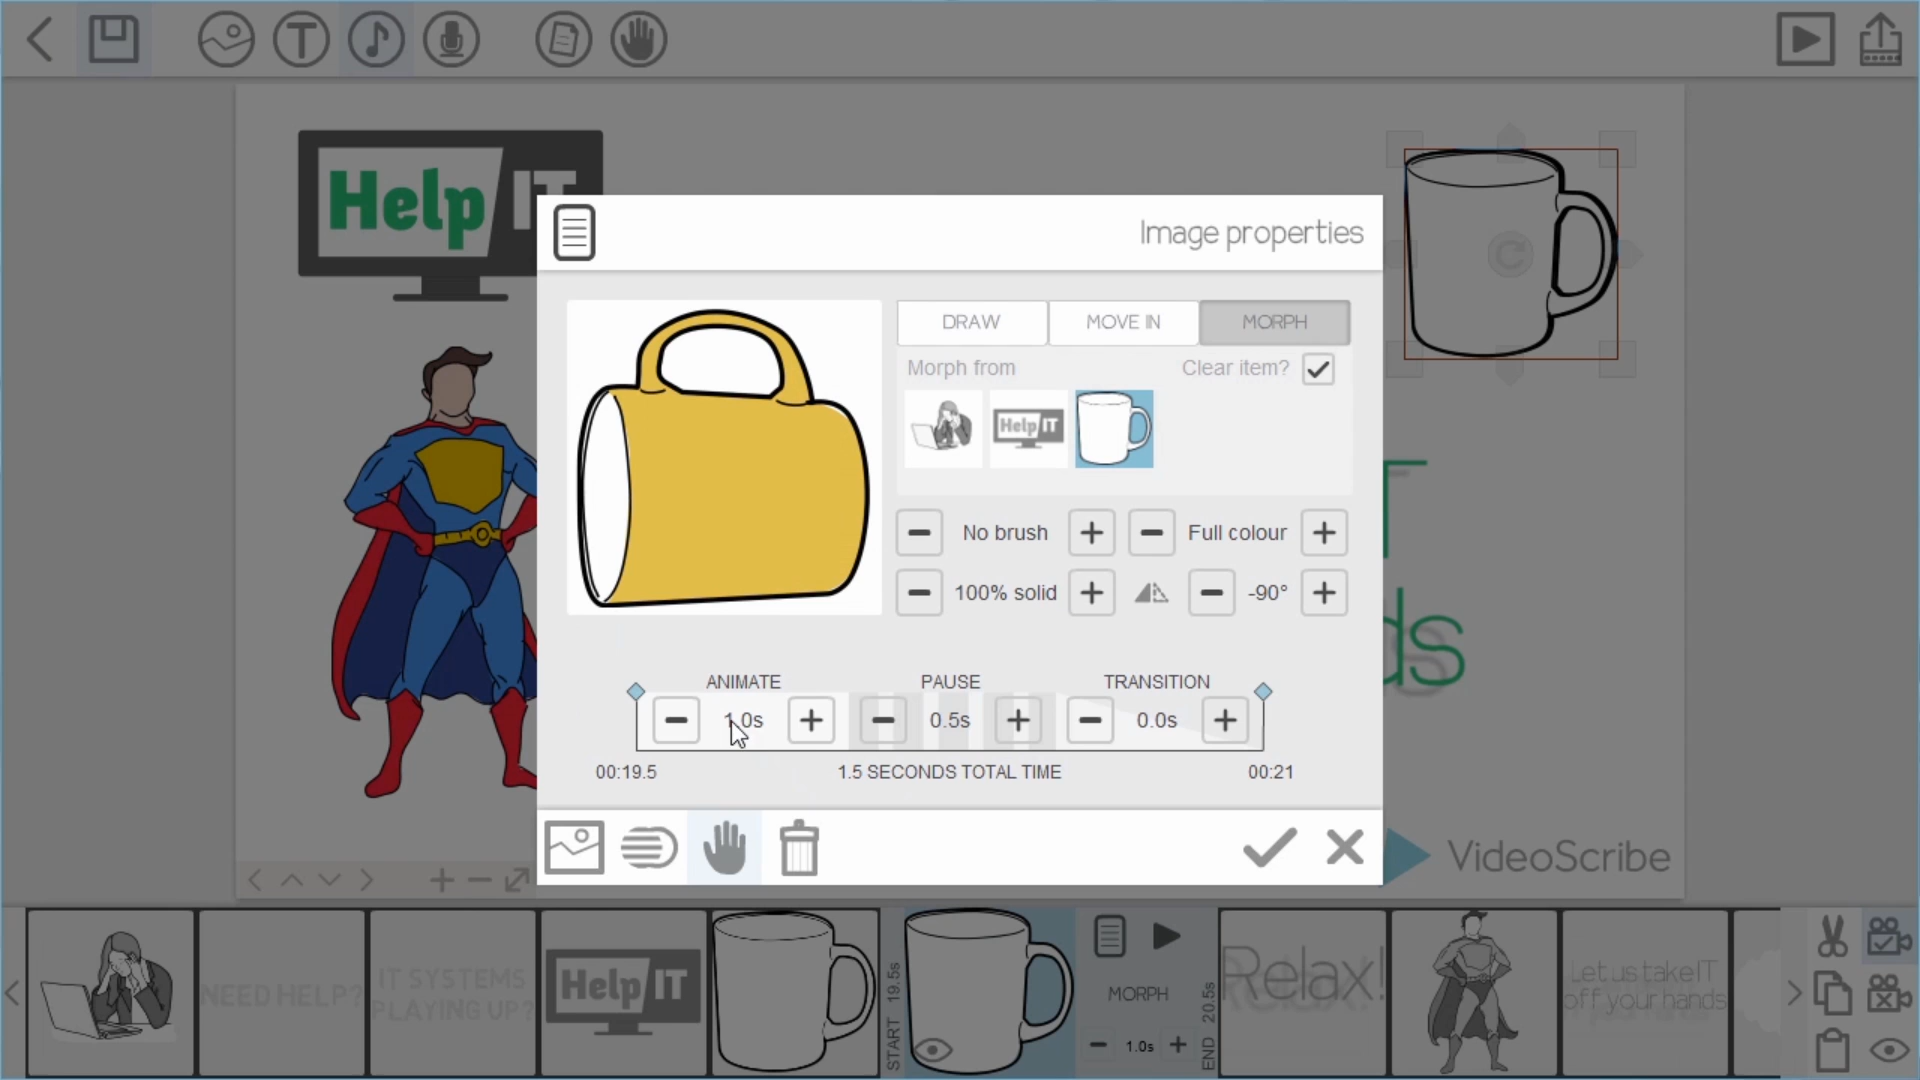 Help IT
Image properties
DRAW
MOVE IN
MORPH
Morph from
Clear item?
Help IT
No brush
Full colour
100% solid
-90°
ANIMATE
PAUSE
TRANSITION
1.0s
0.5s
0.0s
00:19.5
1.5 SECONDS TOTAL TIME
00:21
VideoScribe
NEED HELP?
IT SYSTEMS
PLAYING UP?
Help IT
START 19.5s
MORPH
1.0s
END 20.5s
Relax!
Let us take IT
off your hands